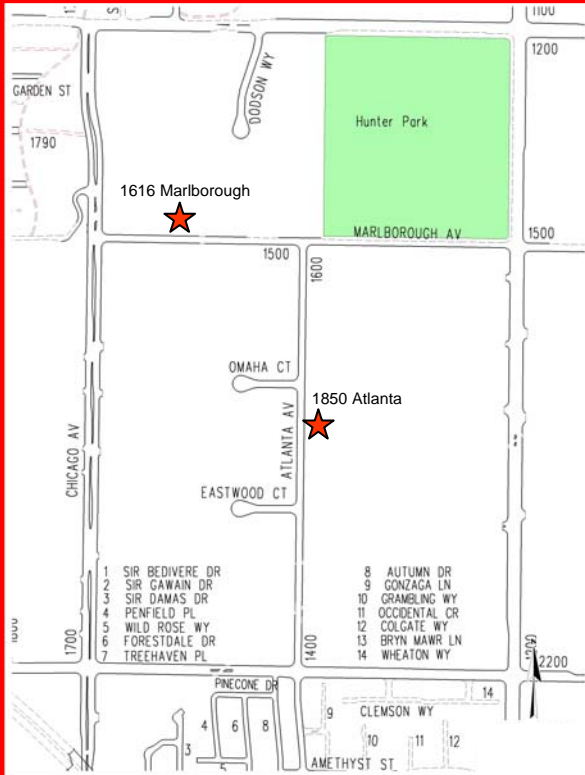 1100
S
GARDEN ST
DODSON WY
1200
Hunter Park
1790
1616 Marlborough
MARLBOROUGH AV
1500
1500
1600
OMAHA CT
1850 Atlanta
CHICAGO AV
ATLANTA AV
EASTWOOD CT
1 SIR BEDIVERE DR
2 SIR GAWAIN DR
3 SIR DAMAS DR
4 PENFIELD PL
5 WILD ROSE WY
6 FORESTDALE DR
7 TREEHAVEN PL
8 AUTUMN DR
9 GONZAGA LN
10 GRAMBLING WY
11 OCCIDENTAL CR
12 COLGATE WY
13 BRYN MAWR LN
14 WHEATON WY
1700
1400
2200
PINECONE DR
14
9
CLEMSON WY
4 6 8
3
10 11 12
5
AMETHYST ST